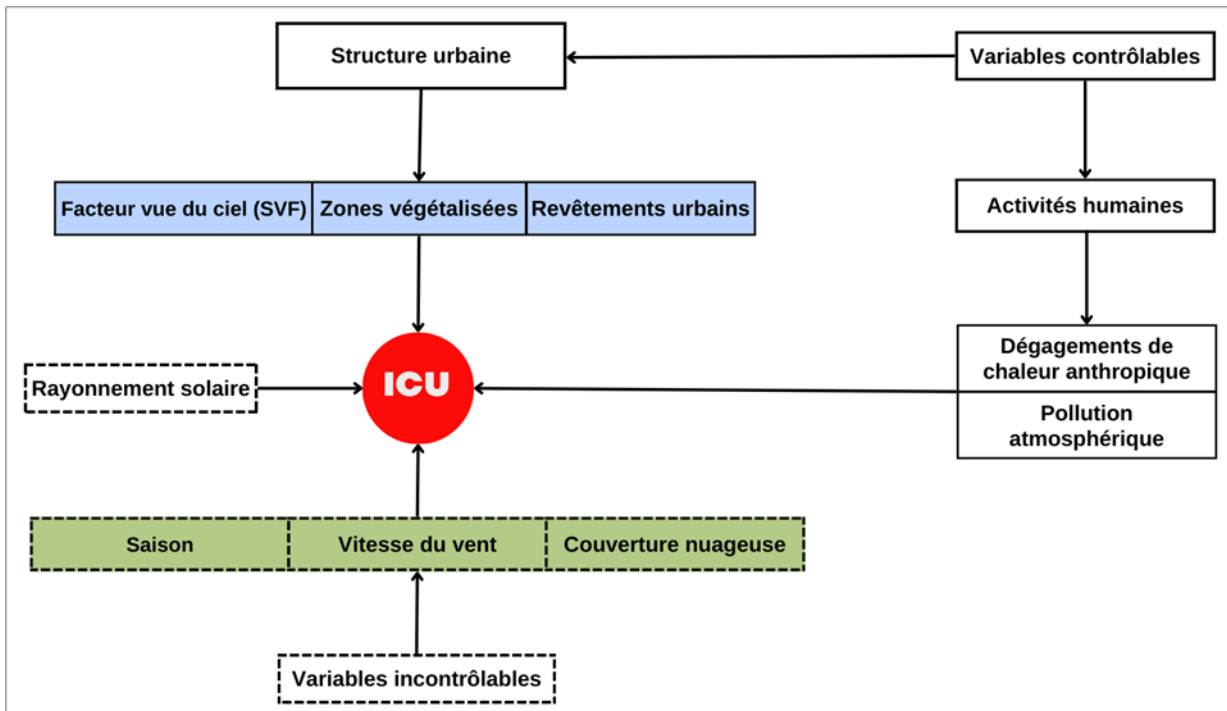 Structure urbaine
Variables contrôlables
Facteur vue du ciel (SVF)
Zones végétalisées
Revêtements urbains
Activités humaines
Rayonnement solaire
ICU
Dégagements de
chaleur anthropique
Pollution
atmosphérique
Saison
Vitesse du vent
Couverture nuageuse
Variables incontrôlables